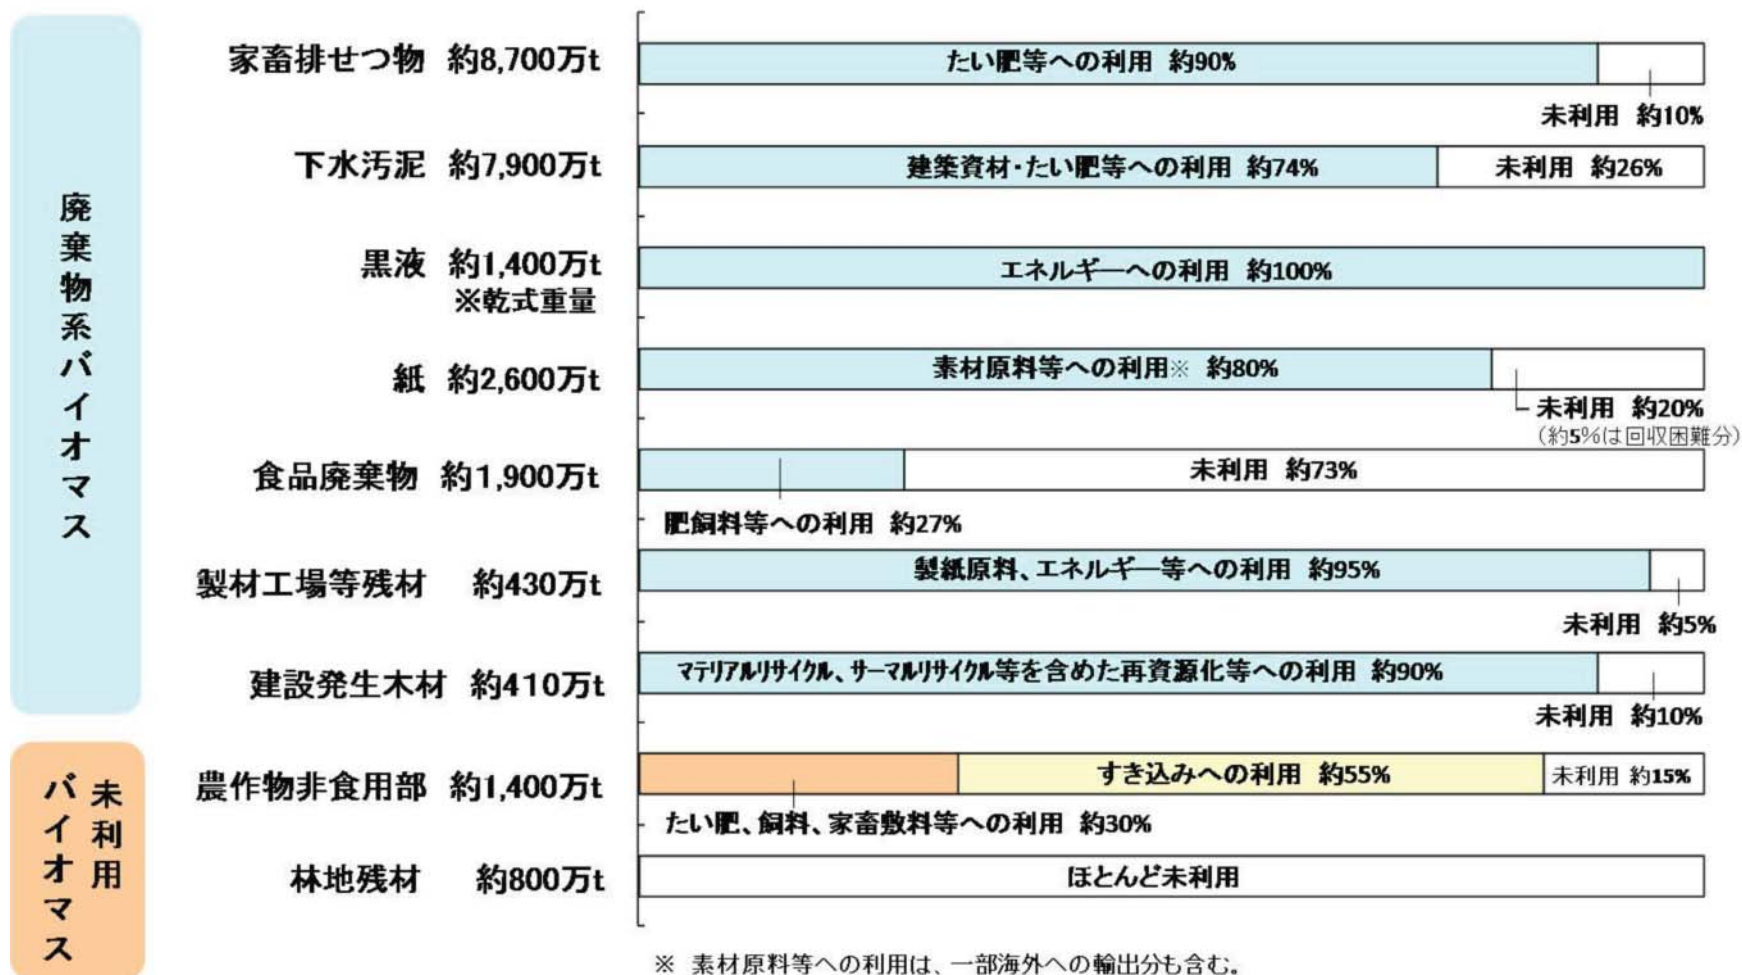 廃棄物系バイオマス
家畜排せつ物 約8,700万t
たい肥等への利用 約90%
未利用 約10%
下水汚泥 約7,900万t
建築資材・たい肥等への利用 約74%
未利用 約26%
黒液 約1,400万t
※乾式重量
エネルギーへの利用 約100%
紙 約2,600万t
素材原料等への利用※ 約80%
未利用 約20%
(約5%は回収困難分)
食品廃棄物 約1,900万t
未利用 約73%
肥飼料等への利用 約27%
製材工場等残材 約430万t
製紙原料、エネルギー等への利用 約95%
未利用 約5%
建設発生木材 約410万t
マテリアルリサイクル、サーマルリサイクル等を含めた再資源化等への利用 約90%
未利用 約10%
未利用
バイオマス
農作物非食用部 約1,400万t
すき込みへの利用 約55%
未利用 約15%
たい肥、飼料、家畜敷料等への利用 約30%
林地残材 約800万t
ほとんど未利用
※ 素材原料等への利用は、一部海外への輸出分も含む。